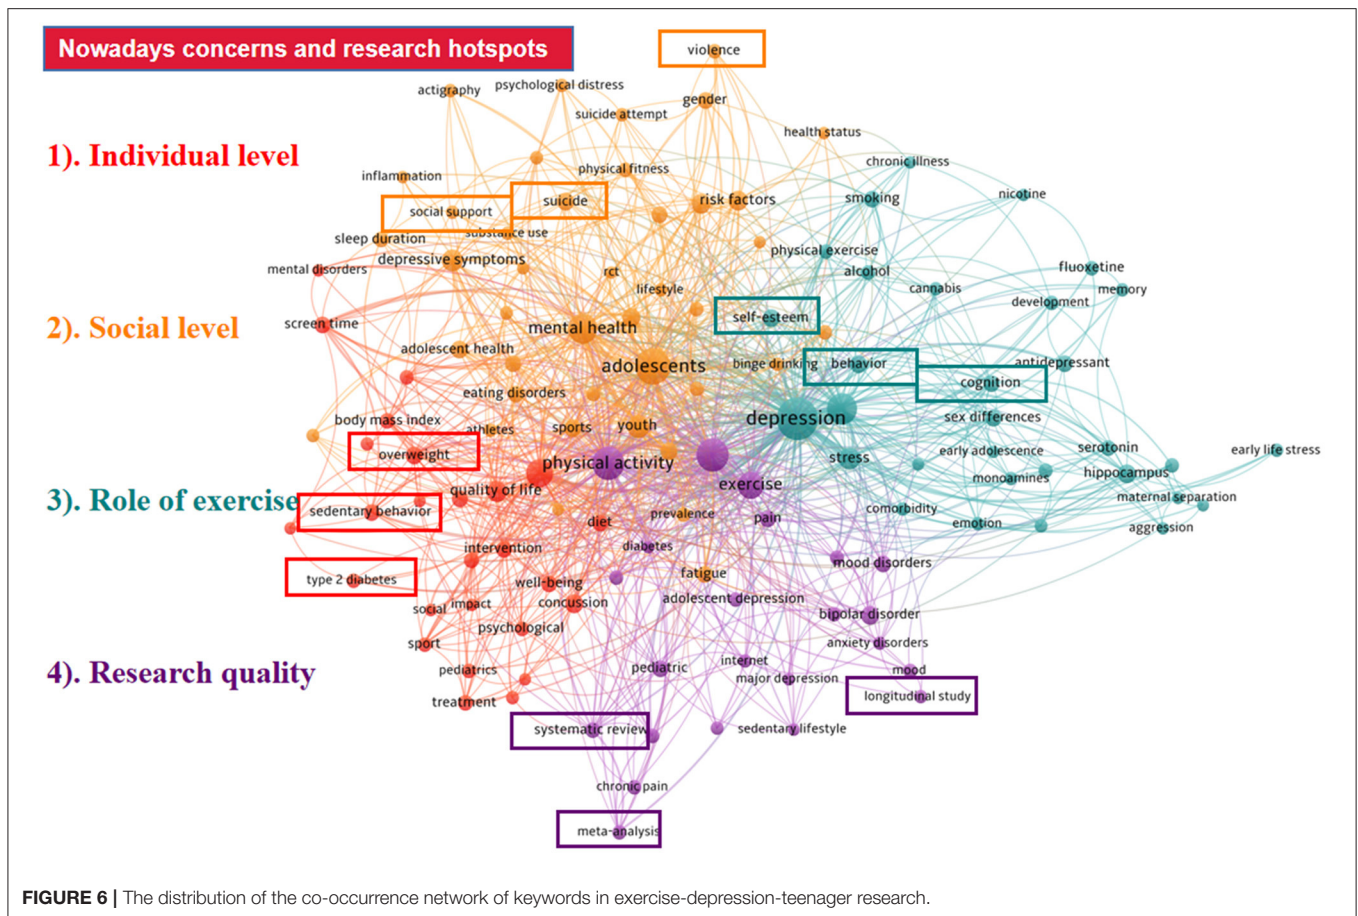 Nowadays concerns and research hotspots
violence
actigraphy
psychological distress
gender
suicide attempt
health status
1). Individual level
chronic illness
physical fitness
inflammation
nicotine
suicide
risk factors
smoking
social support
substance use
sleep duration
physical exercise
depressive symptoms
mental disorders
rct
alcohol
fluoxetine
lifestyle
cannabis
memory
development
self-esteem
screen time
2). Social level
mental health
adolescent health
adolescents
binge drinking
behavior
antidepressant
cognition
eating disorders
body mass index
depression
sex differences
athletes
sports
youth
overweight
stress
early adolescence
serotonin
early life stress
physical activity
hippocampus
monoamines
exercise
quality of life
maternal separation
3). Role of exercise
sedentary behavior
diet
prevalence
pain
comorbidity
emotion
aggression
intervention
diabetes
mood disorders
type 2 diabetes
well-being
fatigue
social
impact
concussion
adolescent depression
bipolar disorder
psychological
sport
anxiety disorders
4). Research quality
pediatrics
pediatric
internet
mood
major depression
longitudinal study
treatment
systematic review
sedentary lifestyle
chronic pain
meta-analysis
FIGURE 6 | The distribution of the co-occurrence network of keywords in exercise-depression-teenager research.